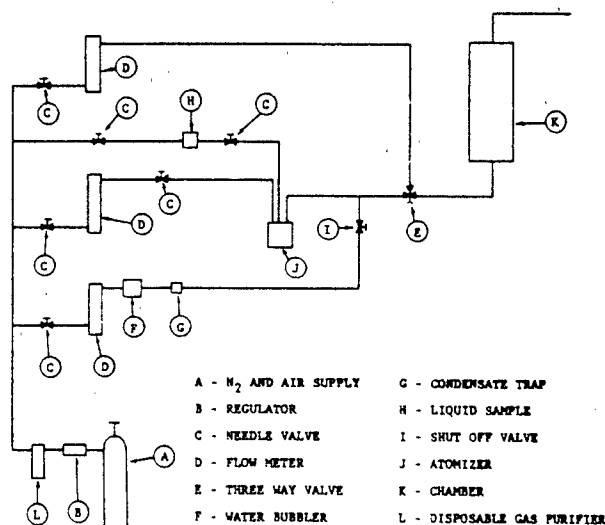 D
C
C
H
C
K
C
D
C
I
E
J
F
G
C
D
A
L
B
A - N₂ AND AIR SUPPLY
B - REGULATOR
C - NEEDLE VALVE
D - FLOW METER
E - THREE WAY VALVE
F - WATER BUBBLER
G - CONDENSATE TRAP
H - LIQUID SAMPLE
I - SHUT OFF VALVE
J - ATOMIZER
K - CHAMBER
L - DISPOSABLE GAS PURIFIER